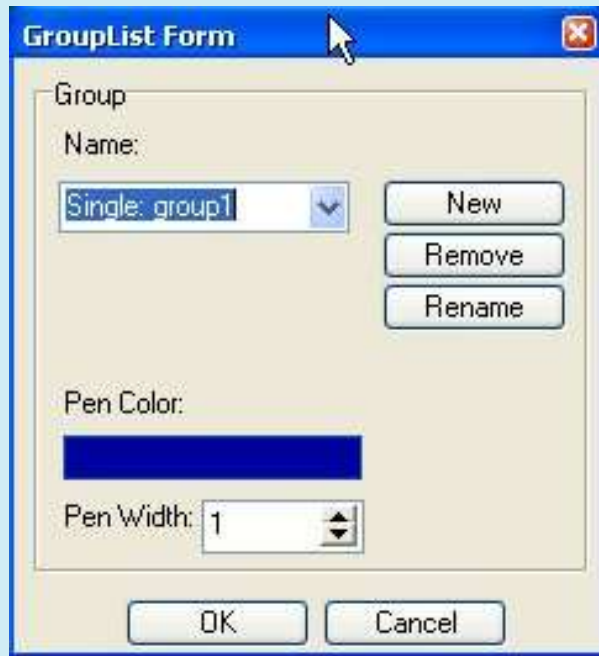 GroupList Form
Group
Name:
Single: group1
New
Remove
Rename
Pen Color:
Pen Width: 1
OK
Cancel